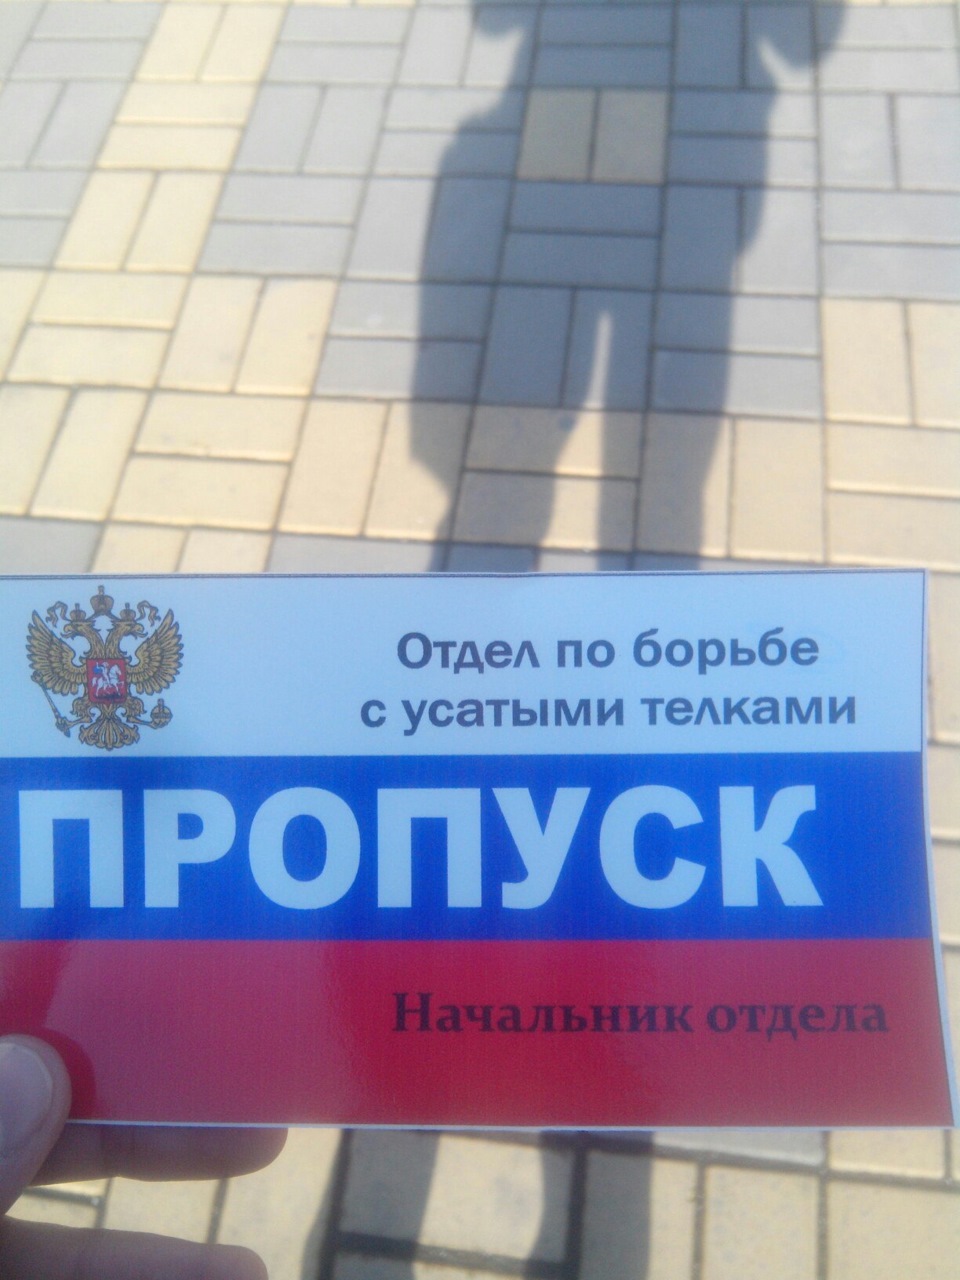 Отдел по борьбе
с усатыми телками
ПРОПУСК
Начальник отдела